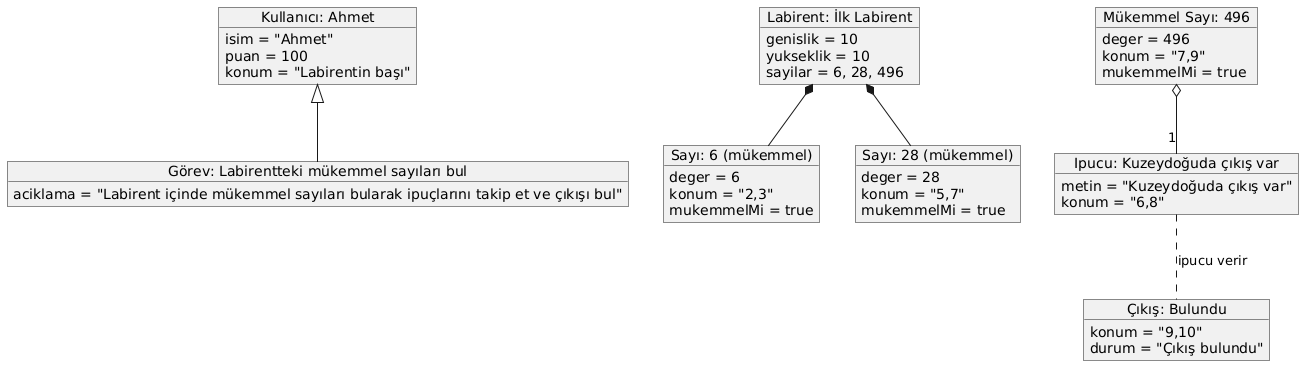 Kullanıcı: Ahmet
isim = "Ahmet"
puan = 100
konum = "Labirentin başı"
Görev: Labirentteki mükemmel sayıları bul
aciklama = "Labirent içinde mükemmel sayıları bularak ipuçlarını takip et ve çıkışı bul"
Labirent: İlk Labirent
genislik = 10
yukseklik = 10
sayilar = 6, 28, 496
Sayı: 6 (mükemmel)
deger = 6
konum = "2,3"
mukemmelMi = true
Sayı: 28 (mükemmel)
deger = 28
konum = "5,7"
mukemmelMi = true
Mükemmel Sayı: 496
deger = 496
konum = "7,9"
mukemmelMi = true
1
Ipucu: Kuzeydoğuda çıkış var
metin = "Kuzeydoğuda çıkış var"
konum = "6,8"
ipucu verir
Çıkış: Bulundu
konum = "9,10"
durum = "Çıkış bulundu"